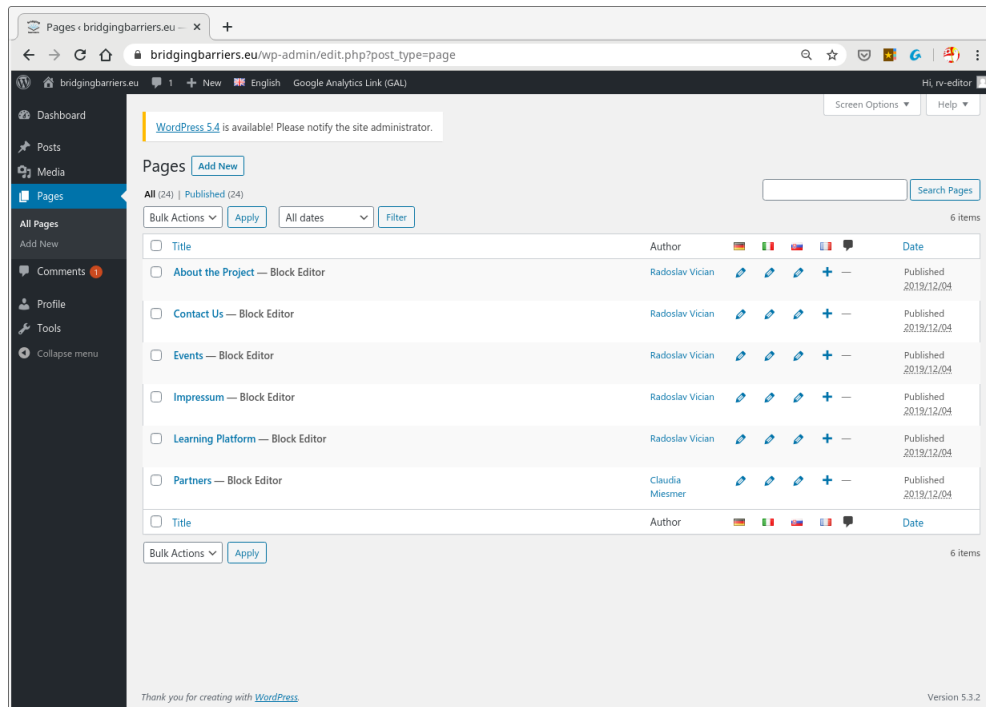 Pages ‹ bridgingbarriers.eu —
bridgingbarriers.eu/wp-admin/edit.php?post_type=page
bridgingbarriers.eu 1 New English Google Analytics Link (GAL) Hi, rv-editor
Dashboard
Posts
Media
Pages
All Pages
Add New
Comments 1
Profile
Tools
Collapse menu
Screen Options Help
WordPress 5.4 is available! Please notify the site administrator.
Pages Add New
All (24) | Published (24)
Search Pages
Bulk Actions Apply All dates Filter 6 items
Title Author Date
About the Project — Block Editor Radoslav Vician — Published
2019/12/04
Contact Us — Block Editor Radoslav Vician — Published
2019/12/04
Events — Block Editor Radoslav Vician — Published
2019/12/04
Impressum — Block Editor Radoslav Vician — Published
2019/12/04
Learning Platform — Block Editor Radoslav Vician — Published
2019/12/04
Partners — Block Editor Claudia — Published
Miesmer 2019/12/04
Title Author Date
Bulk Actions Apply 6 items
Thank you for creating with WordPress. Version 5.3.2